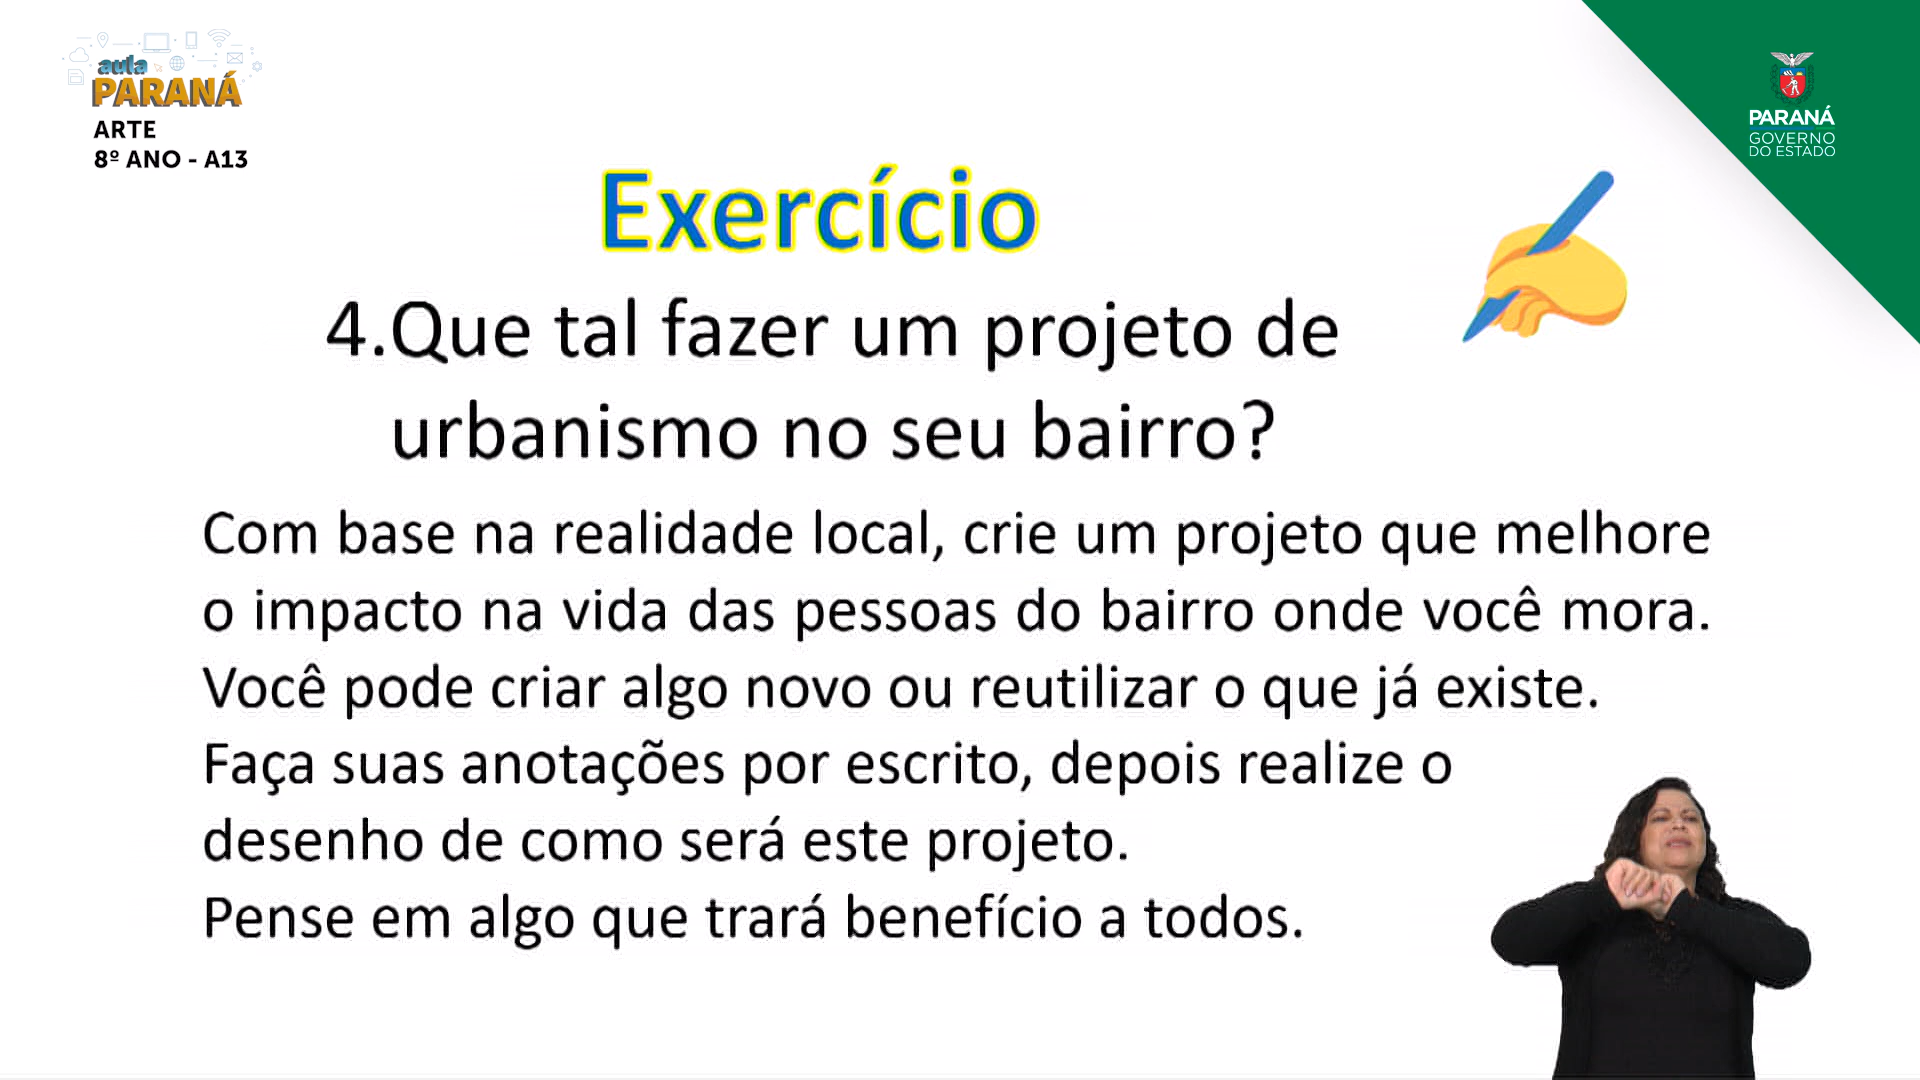 aula
PARANÁ
ARTE
8º ANO - A13
PARANÁ
GOVERNO
DO ESTADO
Exercício
4.Que tal fazer um projeto de
urbanismo no seu bairro?
Com base na realidade local, crie um projeto que melhore
o impacto na vida das pessoas do bairro onde você mora.
Você pode criar algo novo ou reutilizar o que já existe.
Faça suas anotações por escrito, depois realize o
desenho de como será este projeto.
Pense em algo que trará benefício a todos.